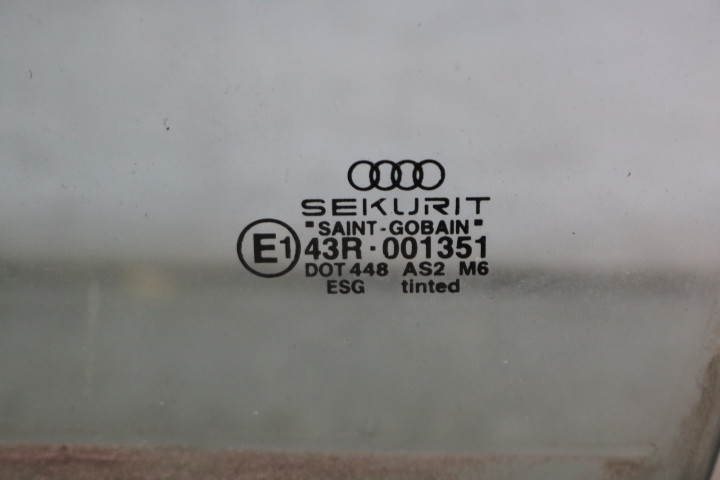 SEKURIT
"SAINT-GOBAIN"
E1 43R·001351
DOT 448 AS2 M6
ESG tinted